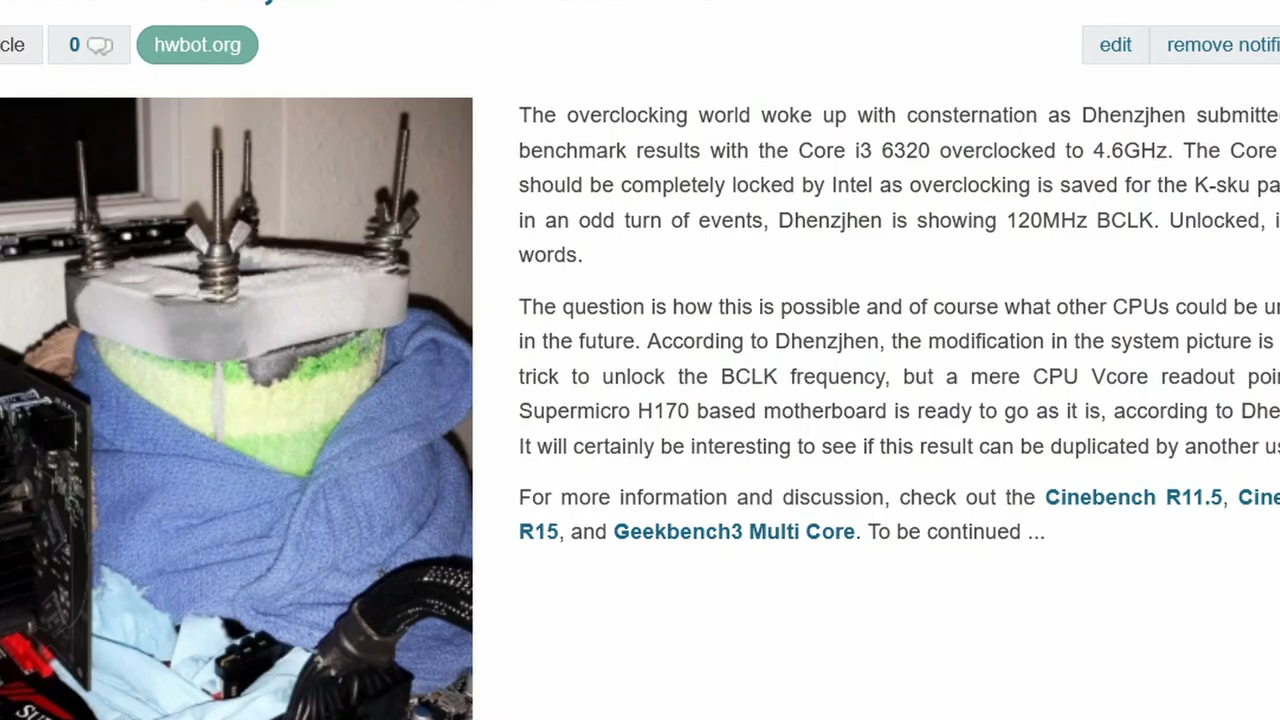 cle 0 hwbot.org edit remove notifi
The overclocking world woke up with consternation as Dhenzjhen submitte
benchmark results with the Core i3 6320 overclocked to 4.6GHz. The Core
should be completely locked by Intel as overclocking is saved for the K-sku pa
in an odd turn of events, Dhenzjhen is showing 120MHz BCLK. Unlocked, i
words.
The question is how this is possible and of course what other CPUs could be un
in the future. According to Dhenzjhen, the modification in the system picture is
trick to unlock the BCLK frequency, but a mere CPU Vcore readout poin
Supermicro H170 based motherboard is ready to go as it is, according to Dhe
It will certainly be interesting to see if this result can be duplicated by another us
For more information and discussion, check out the Cinebench R11.5, Cine
R15, and Geekbench3 Multi Core. To be continued ...
SU